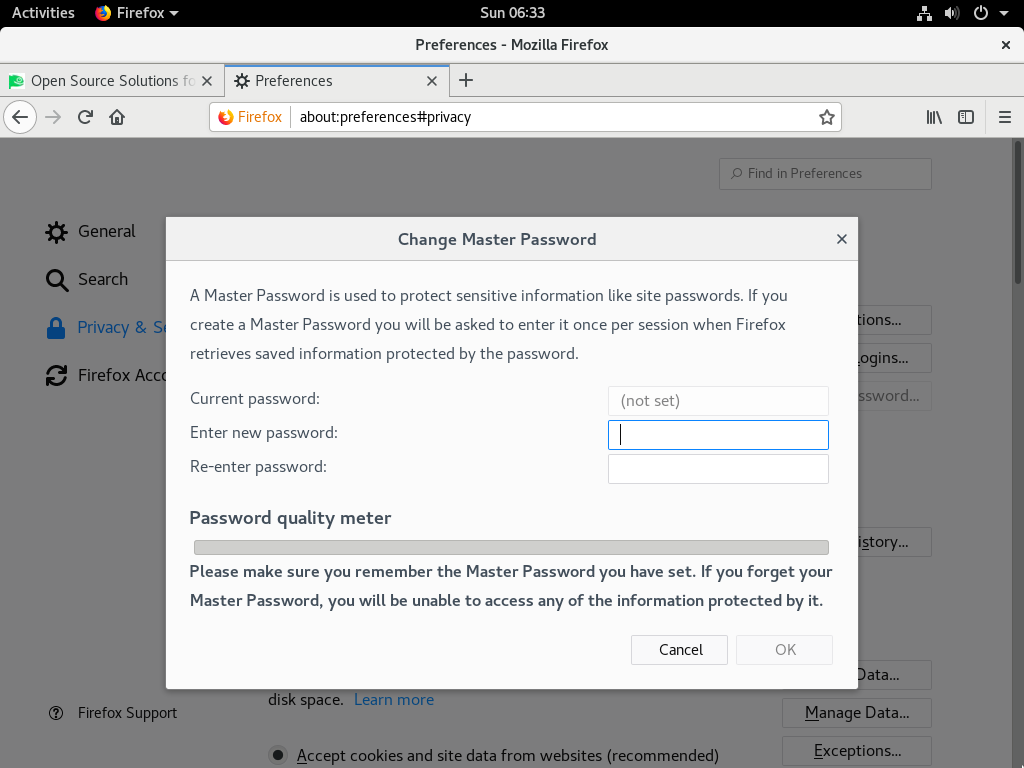 Activities Firefox Sun 06:33
Preferences - Mozilla Firefox
Open Source Solutions fo Preferences
Firefox about:preferences#privacy
Find in Preferences
General
Search
Privacy & Se
Firefox Acco
Firefox Support
Change Master Password
A Master Password is used to protect sensitive information like site passwords. If you
create a Master Password you will be asked to enter it once per session when Firefox
retrieves saved information protected by the password.
Current password: (not set)
Enter new password:
Re-enter password:
Password quality meter
Please make sure you remember the Master Password you have set. If you forget your
Master Password, you will be unable to access any of the information protected by it.
Cancel OK
tions...
ogins...
ssword...
istory...
Data...
disk space. Learn more
Manage Data...
Accept cookies and site data from websites (recommended)
Exceptions...